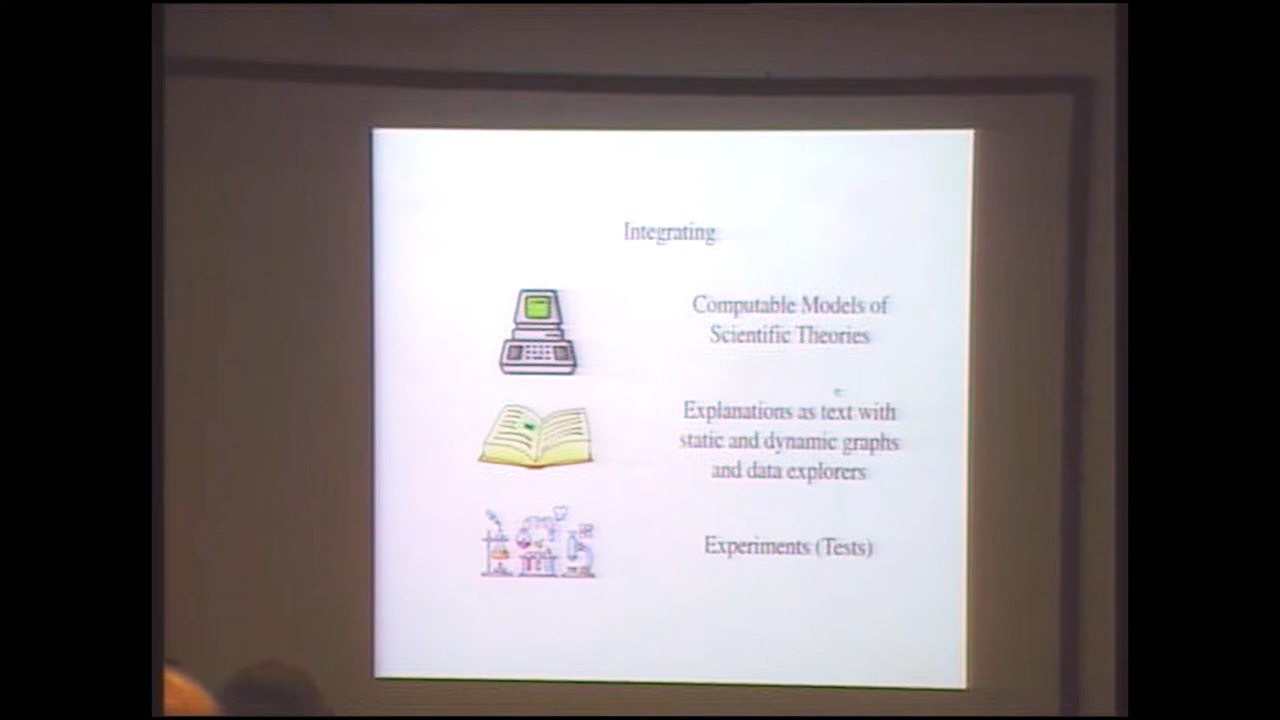 Integrating
Computable Models of
Scientific Theories
Explanations as text with
static and dynamic graphs
and data explorers
Experiments (Tests)